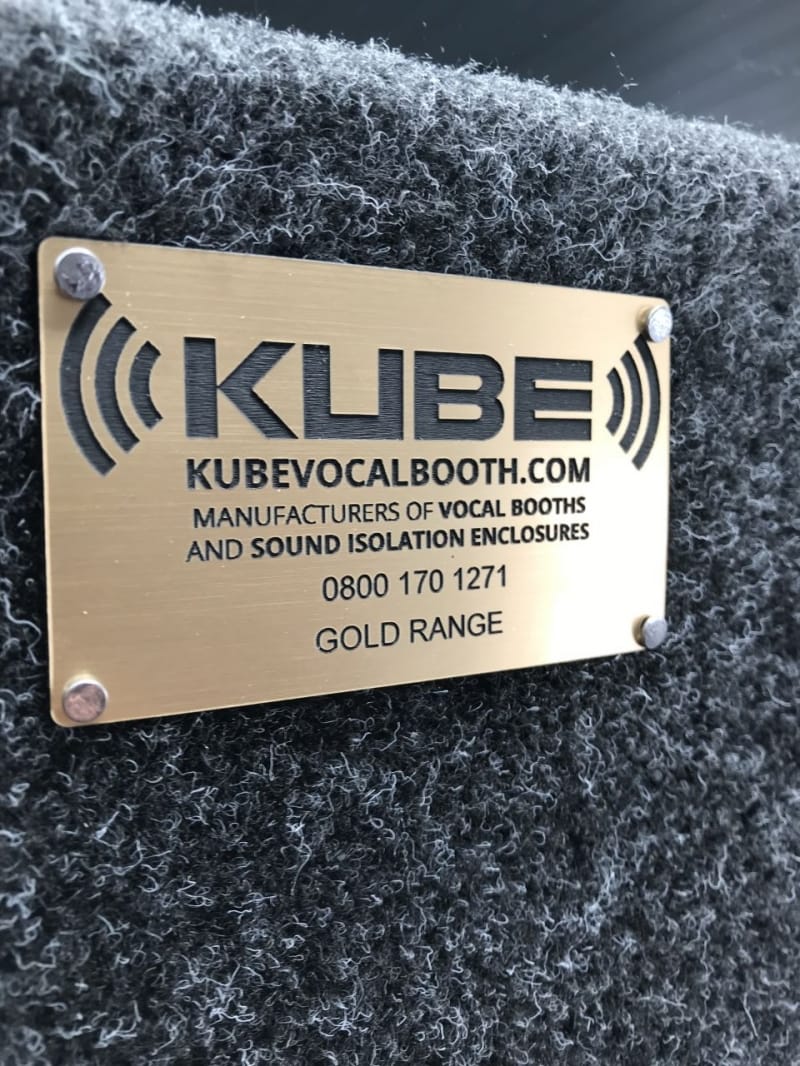 KUBE
KUBEVOCALBOOTH.COM
MANUFACTURERS OF VOCAL BOOTHS
AND SOUND ISOLATION ENCLOSURES
0800 170 1271
GOLD RANGE